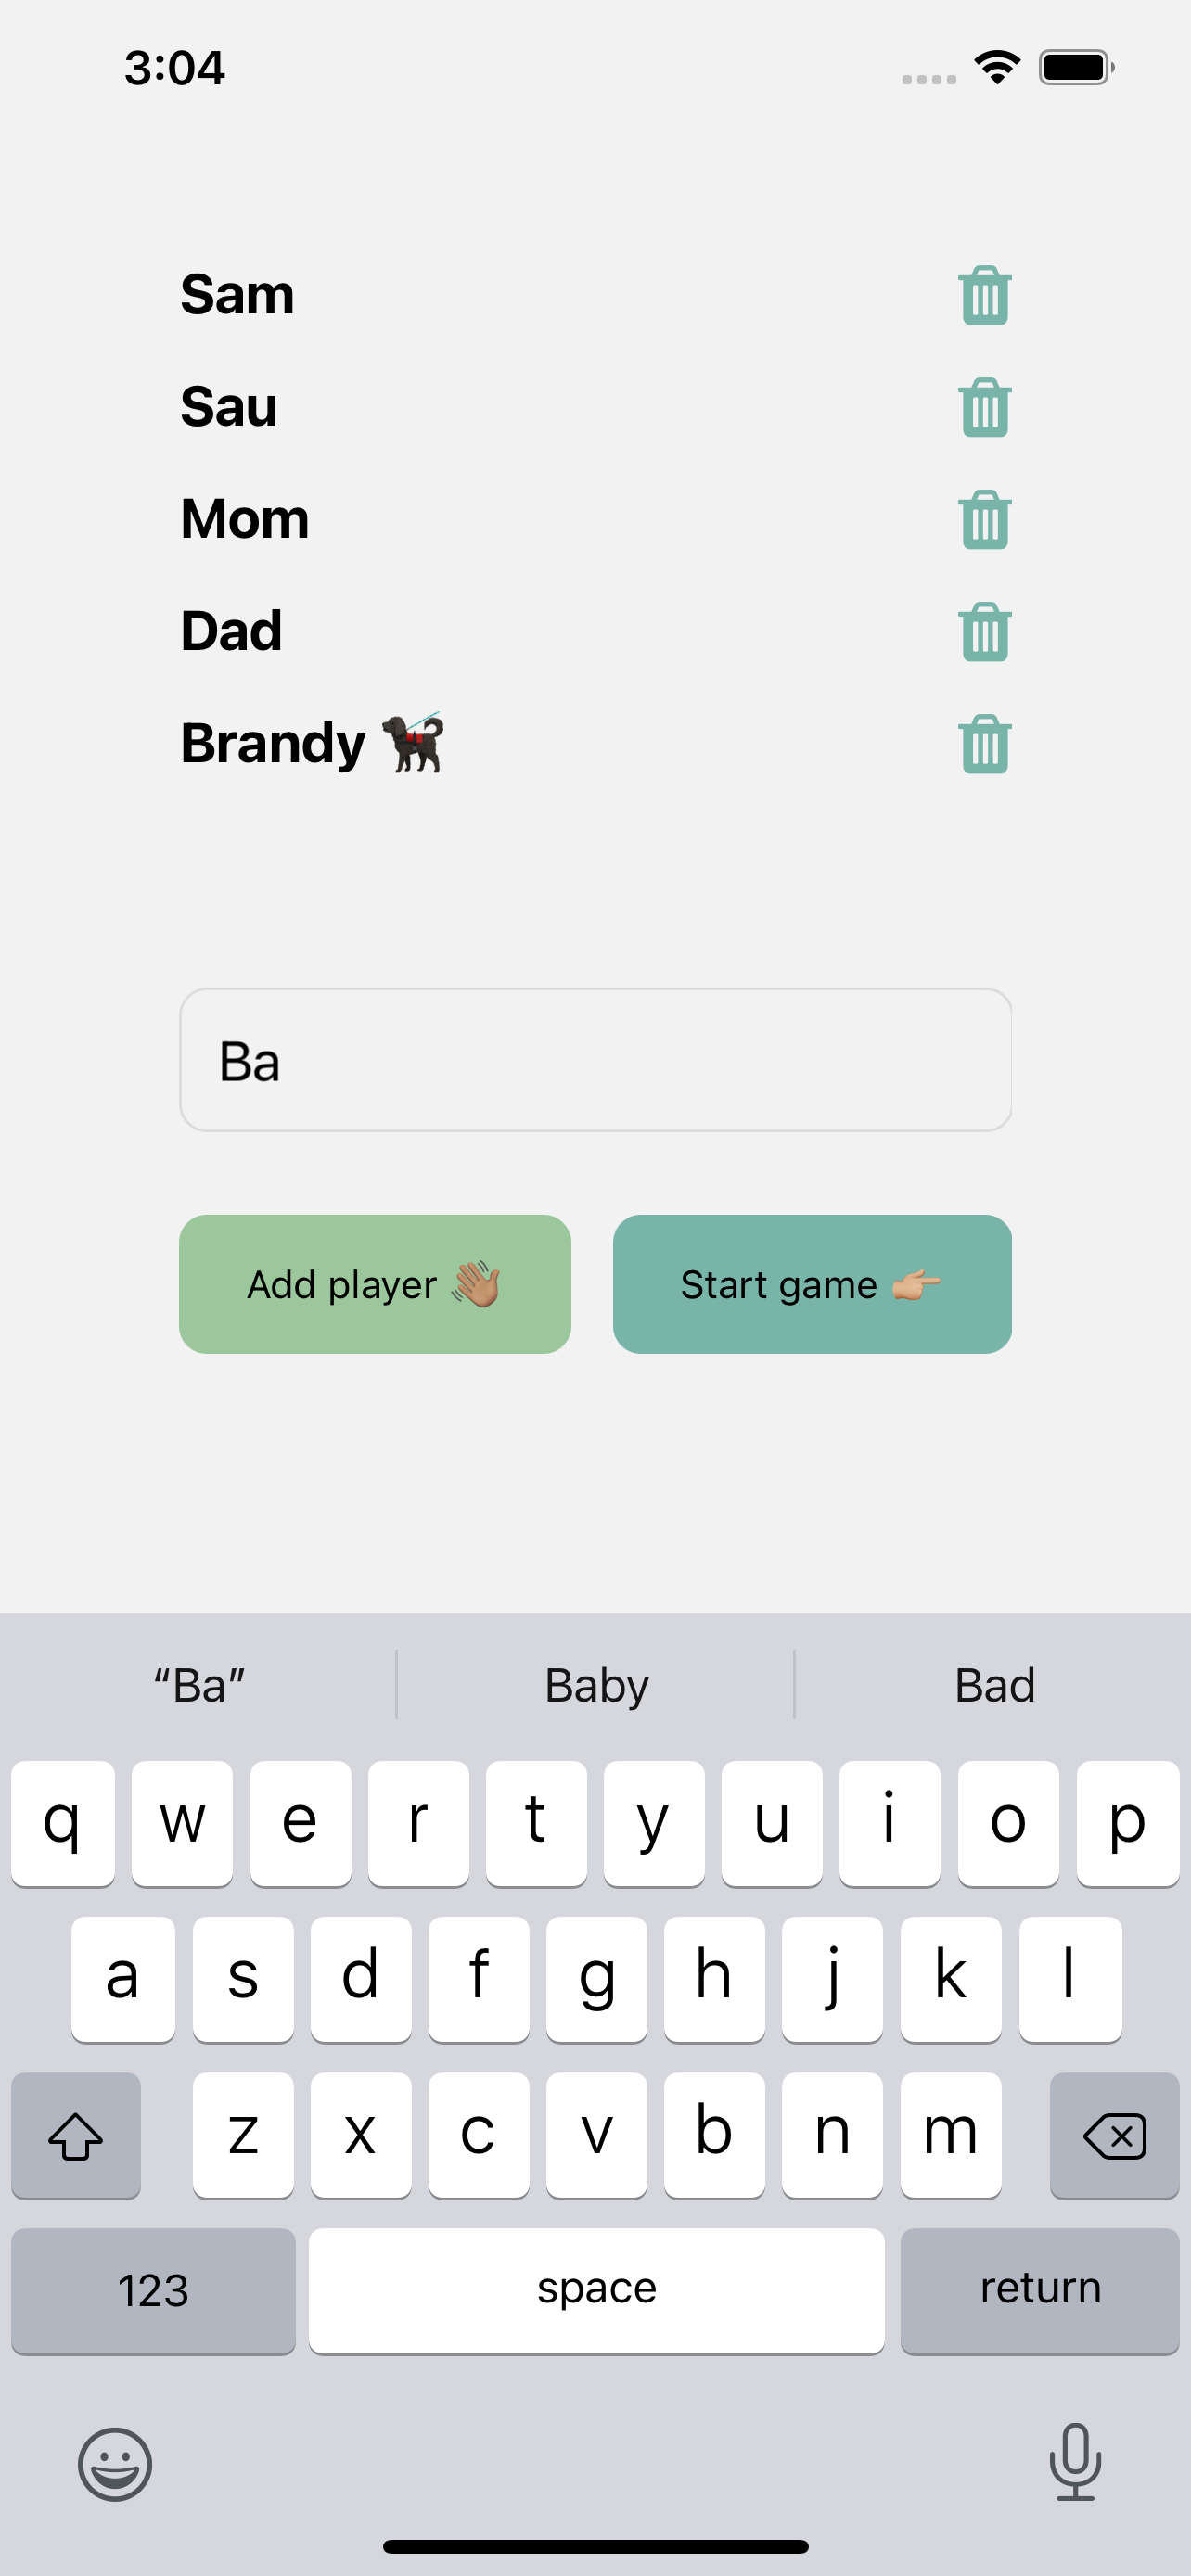 3:04
Sam
Sau
Mom
Dad
Brandy 🐕‍🦺
Ba
Add player 👋🏽
Start game 👉🏼
“Ba” Baby Bad
q w e r t y u i o p
a s d f g h j k l
z x c v b n m
123 space return